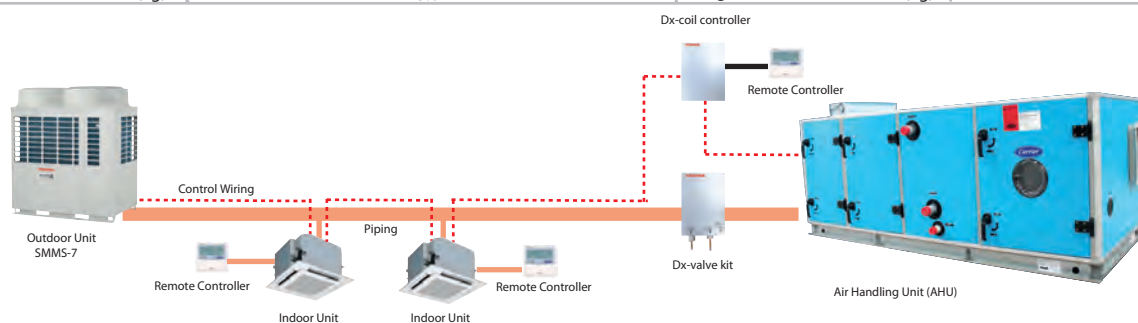 Dx-coil controller
Remote Controller
Carrier
Control Wiring
Piping
Outdoor Unit
SMMS-7
Remote Controller
Remote Controller
Indoor Unit
Indoor Unit
Dx-valve kit
Air Handling Unit (AHU)